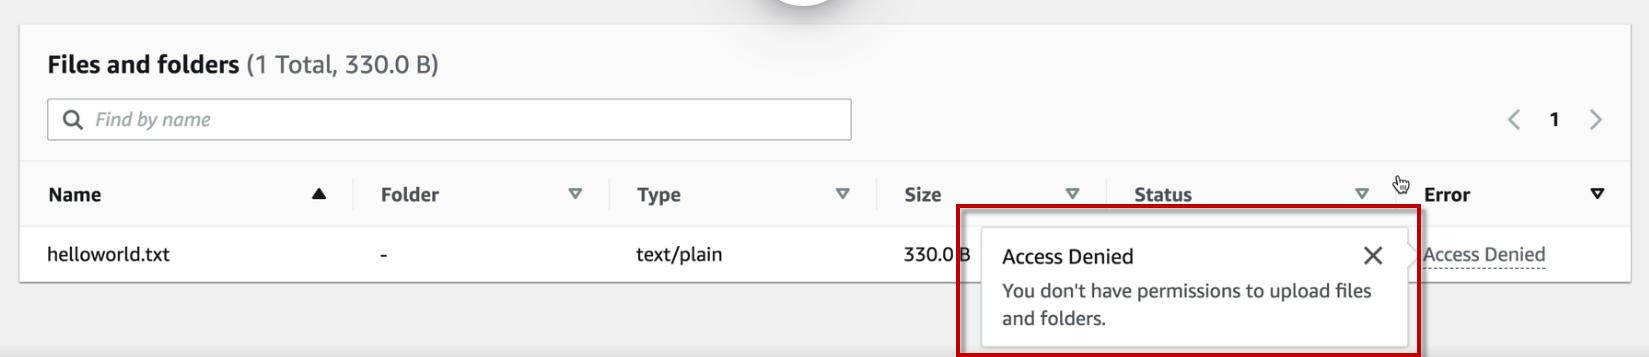 Files and folders (1 Total, 330.0 B)
Find by name
1
Name Folder Type Size Status Error
helloworld.txt - text/plain 330.0 B Access Denied
Access Denied
You don't have permissions to upload files
and folders.